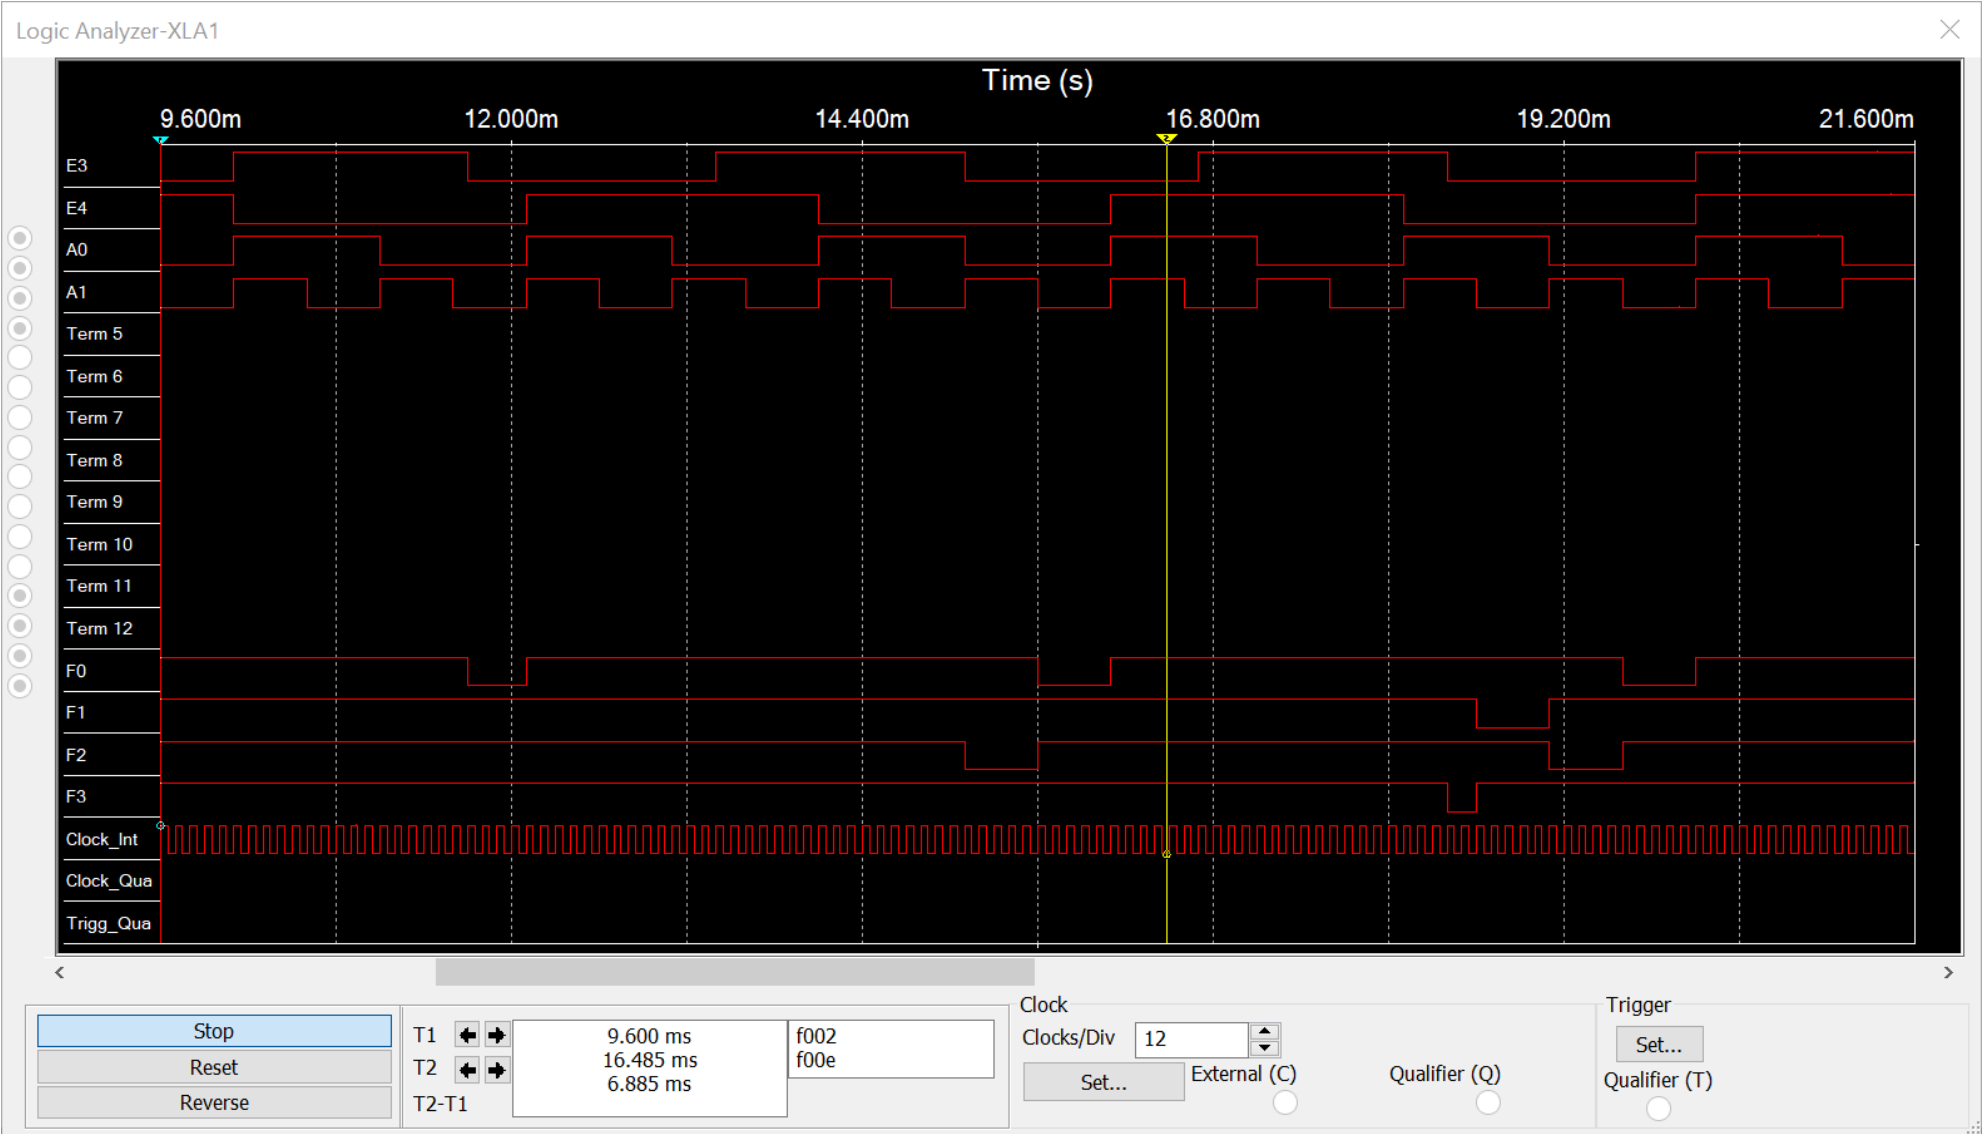 Logic Analyzer-XLA1
Time (s)
9.600m 12.000m 14.400m 16.800m 19.200m 21.600m
E3
E4
A0
A1
Term 5
Term 6
Term 7
Term 8
Term 9
Term 10
Term 11
Term 12
F0
F1
F2
F3
Clock_Int
Clock_Qua
Trigg_Qua
Stop
Reset
Reverse
T1
T2
T2-T1
9.600 ms
16.485 ms
6.885 ms
f002
f00e
Clock
Clocks/Div 12
Set...
External (C)
Qualifier (Q)
Trigger
Set...
Qualifier (T)